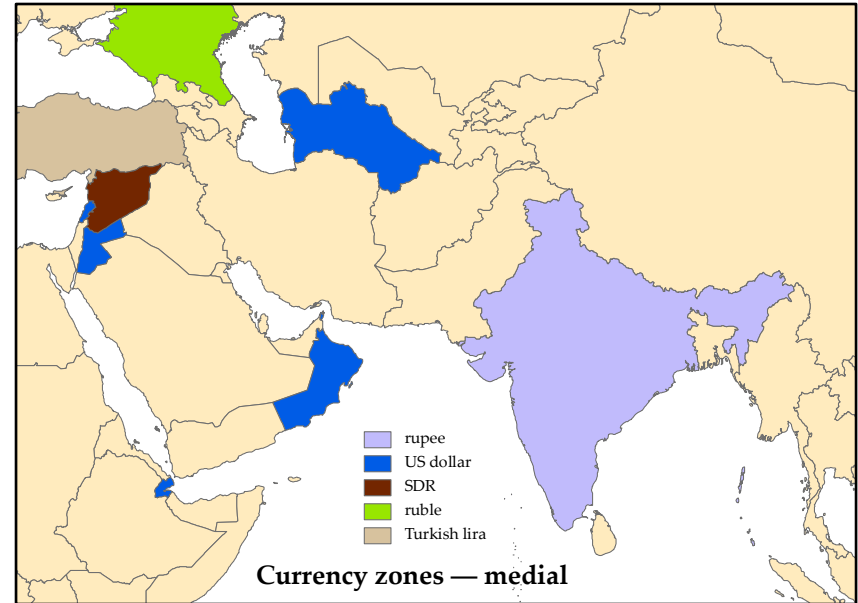 rupee
US dollar
SDR
ruble
Turkish lira
Currency zones — medial